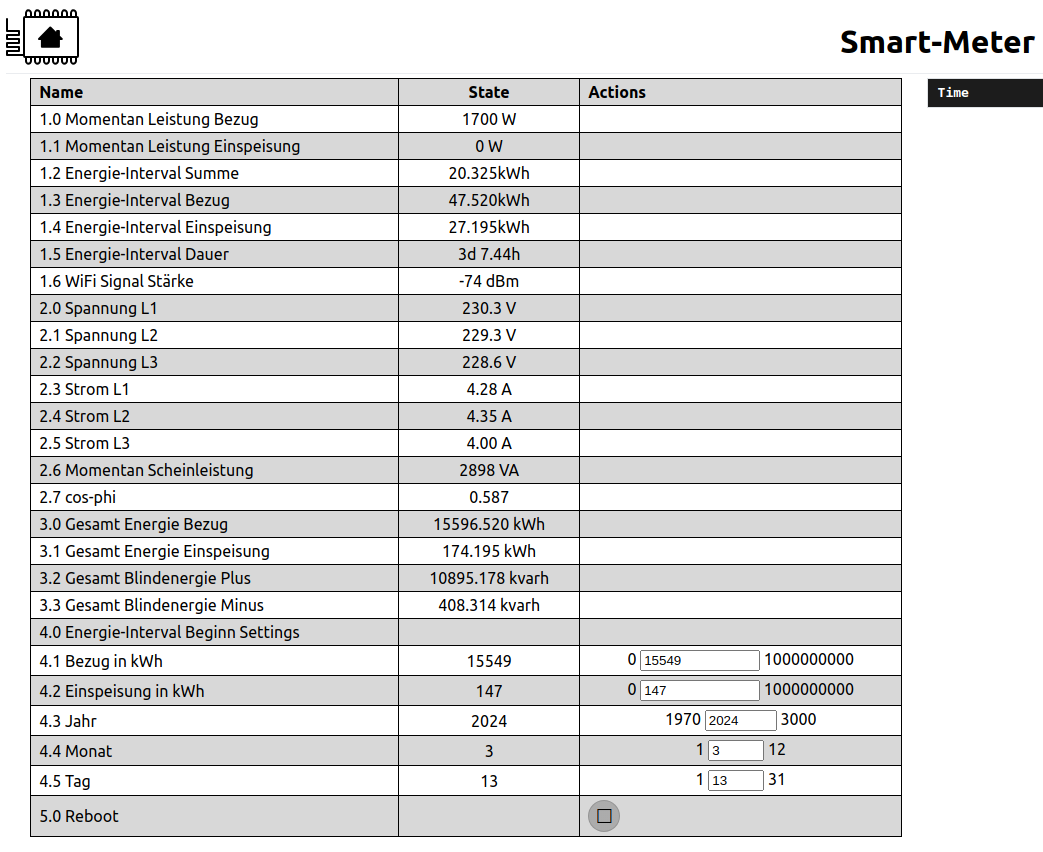 Smart-Meter
Name State Actions
Time
1.0 Momentan Leistung Bezug 1700 W
1.1 Momentan Leistung Einspeisung 0 W
1.2 Energie-Interval Summe 20.325kWh
1.3 Energie-Interval Bezug 47.520kWh
1.4 Energie-Interval Einspeisung 27.195kWh
1.5 Energie-Interval Dauer 3d 7.44h
1.6 WiFi Signal Stärke -74 dBm
2.0 Spannung L1 230.3 V
2.1 Spannung L2 229.3 V
2.2 Spannung L3 228.6 V
2.3 Strom L1 4.28 A
2.4 Strom L2 4.35 A
2.5 Strom L3 4.00 A
2.6 Momentan Scheinleistung 2898 VA
2.7 cos-phi 0.587
3.0 Gesamt Energie Bezug 15596.520 kWh
3.1 Gesamt Energie Einspeisung 174.195 kWh
3.2 Gesamt Blindenergie Plus 10895.178 kvarh
3.3 Gesamt Blindenergie Minus 408.314 kvarh
4.0 Energie-Interval Beginn Settings
4.1 Bezug in kWh 15549 0 15549 1000000000
4.2 Einspeisung in kWh 147 0 147 1000000000
4.3 Jahr 2024 1970 2024 3000
4.4 Monat 3 1 3 12
4.5 Tag 13 1 13 31
5.0 Reboot